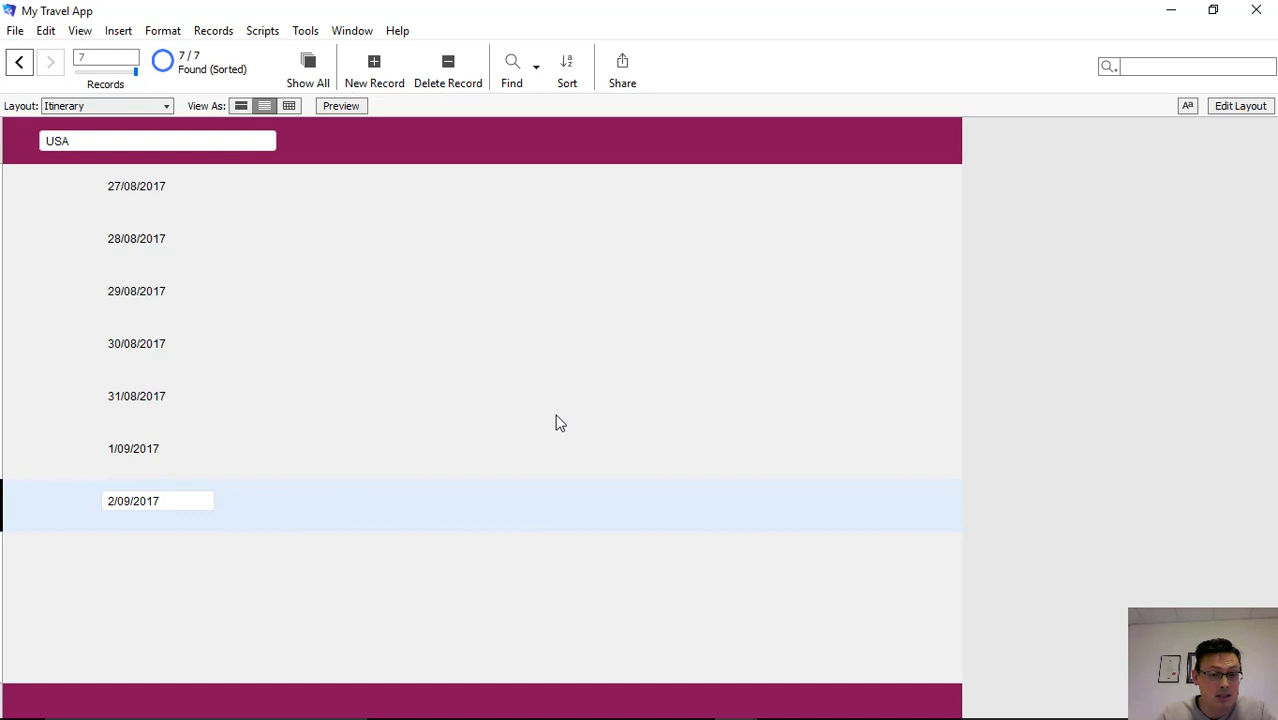 My Travel App
File Edit View Insert Format Records Scripts Tools Window Help
7
7 / 7
Found (Sorted)
Records
Show All
New Record
Delete Record
Find
Sort
Share
Layout: Itinerary
View As:
Preview
Aa
Edit Layout
USA
27/08/2017
28/08/2017
29/08/2017
30/08/2017
31/08/2017
1/09/2017
2/09/2017